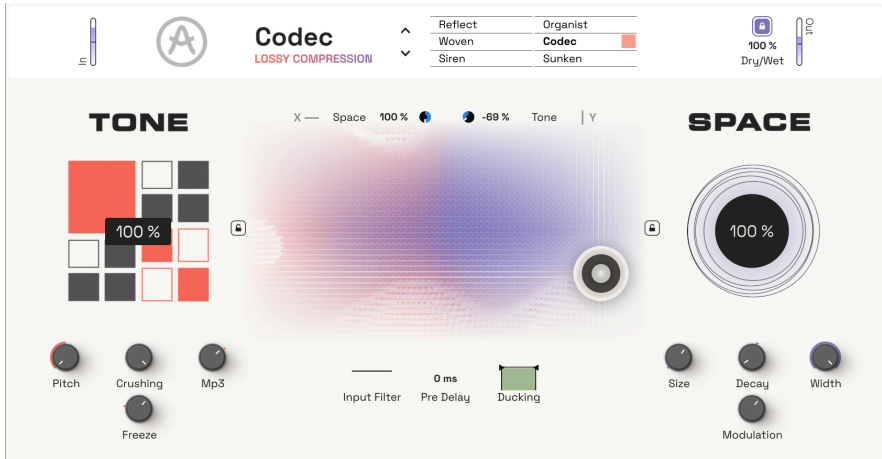 In
Codec
LOSSY COMPRESSION
Reflect
Organist
Woven
Codec
Siren
Sunken
100 %
Dry/Wet
Out
TONE
X — Space 100 % -69 % Tone | Y
SPACE
100 %
100 %
Pitch
Crushing
Mp3
Freeze
Input Filter
0 ms
Pre Delay
Ducking
Size
Decay
Width
Modulation